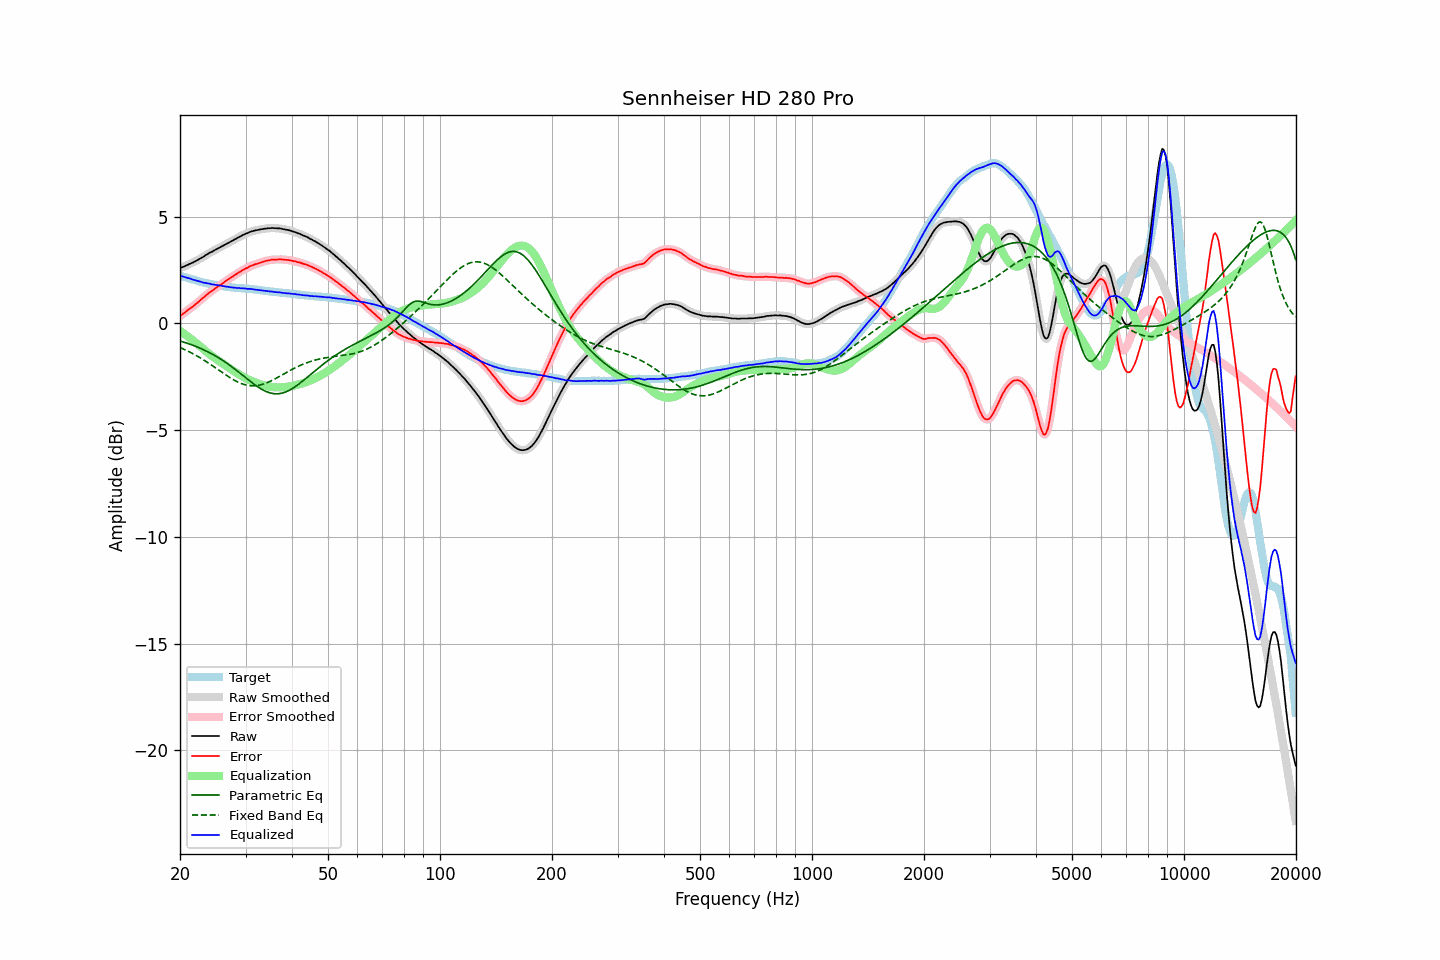 Sennheiser HD 280 Pro
5
0
−5
−10
−15
−20
Amplitude (dBr)
Target
Raw Smoothed
Error Smoothed
Raw
Error
Equalization
Parametric Eq
Fixed Band Eq
Equalized
20 50 100 200 500 1000 2000 5000 10000 20000
Frequency (Hz)